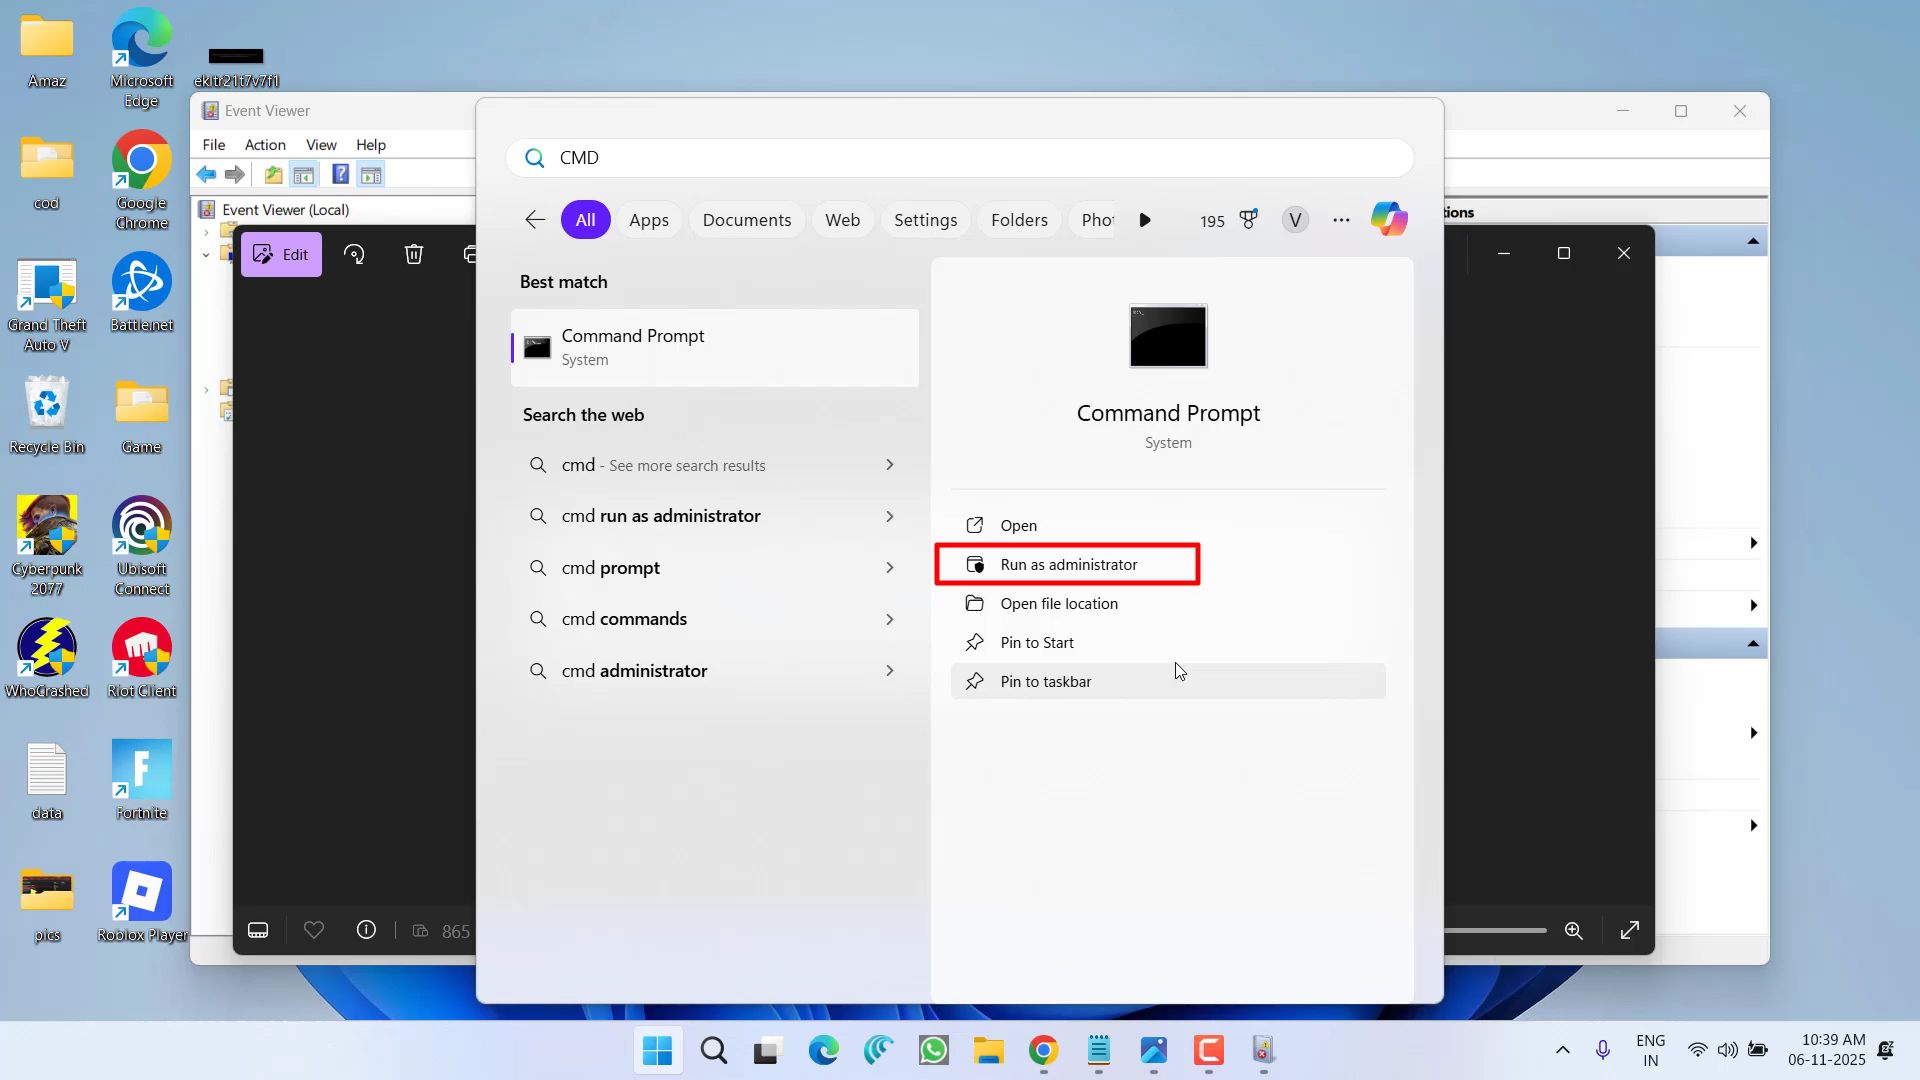 Amaz
Microsoft
Edge
ekltr21t7v7f1
cod
Google
Chrome
Grand Theft
Auto V
Battle.net
Recycle Bin
Game
Cyberpunk
2077
Ubisoft
Connect
WhoCrashed
Riot Client
data
Fortnite
pics
Roblox Player
Event Viewer
File
Action
View
Help
Event Viewer (Local)
Edit
865
CMD
All
Apps
Documents
Web
Settings
Folders
Phot
195
V
Best match
Command Prompt
System
Search the web
cmd - See more search results
cmd run as administrator
cmd prompt
cmd commands
cmd administrator
Command Prompt
System
Open
Run as administrator
Open file location
Pin to Start
Pin to taskbar
tions
ENG
IN
10:39 AM
06-11-2025